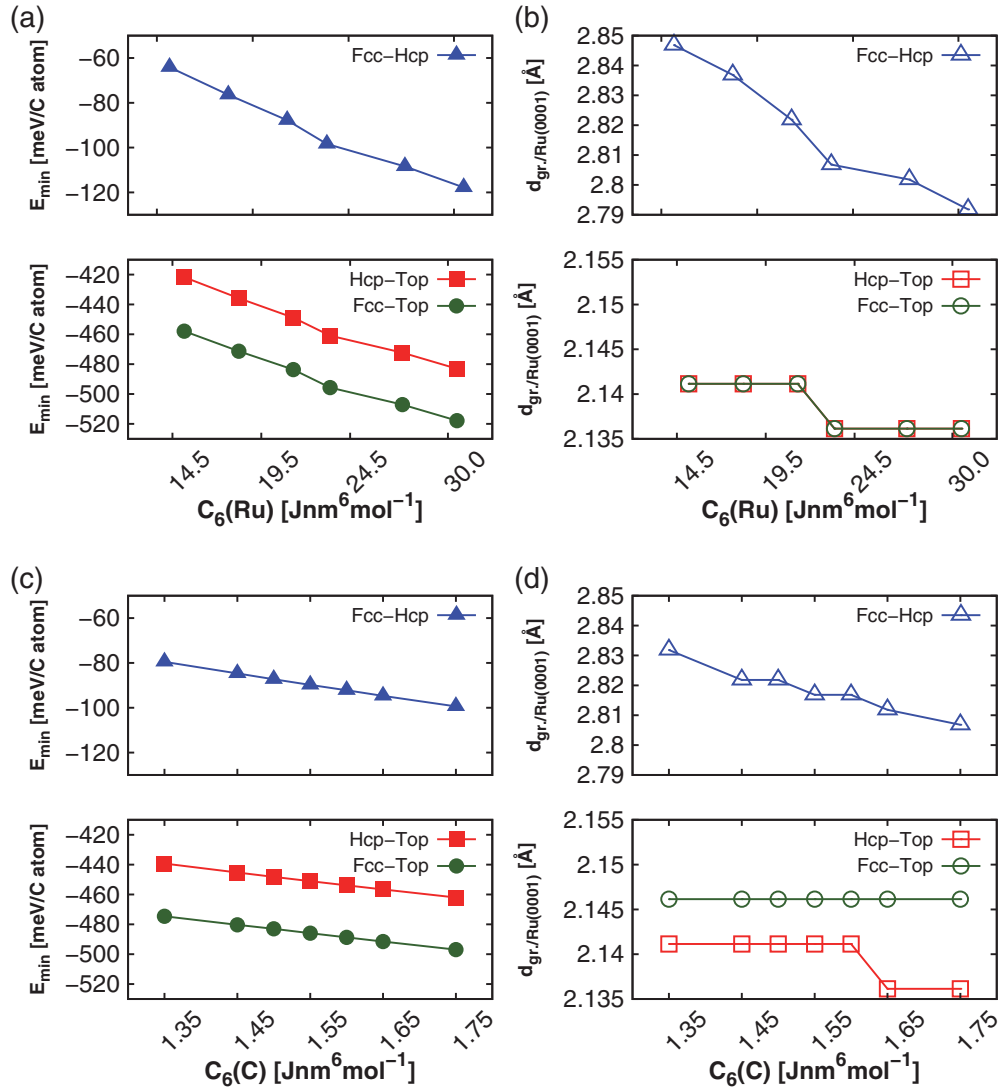 (a)
E_min [meV/C atom]
−60
−80
−100
−120
Fcc−Hcp
E_min [meV/C atom]
−420
−440
−460
−480
−500
−520
Hcp−Top
Fcc−Top
14.5
19.5
24.5
30.0
C₆(Ru) [Jnm⁶mol⁻¹]
(b)
d_gr./Ru(0001) [Å]
2.85
2.84
2.83
2.82
2.81
2.8
2.79
Fcc−Hcp
d_gr./Ru(0001) [Å]
2.155
2.15
2.145
2.14
2.135
Hcp−Top
Fcc−Top
14.5
19.5
24.5
30.0
C₆(Ru) [Jnm⁶mol⁻¹]
(c)
E_min [meV/C atom]
−60
−80
−100
−120
Fcc−Hcp
E_min [meV/C atom]
−420
−440
−460
−480
−500
−520
Hcp−Top
Fcc−Top
1.35
1.45
1.55
1.65
1.75
C₆(C) [Jnm⁶mol⁻¹]
(d)
d_gr./Ru(0001) [Å]
2.85
2.84
2.83
2.82
2.81
2.8
2.79
Fcc−Hcp
d_gr./Ru(0001) [Å]
2.155
2.15
2.145
2.14
2.135
Hcp−Top
Fcc−Top
1.35
1.45
1.55
1.65
1.75
C₆(C) [Jnm⁶mol⁻¹]